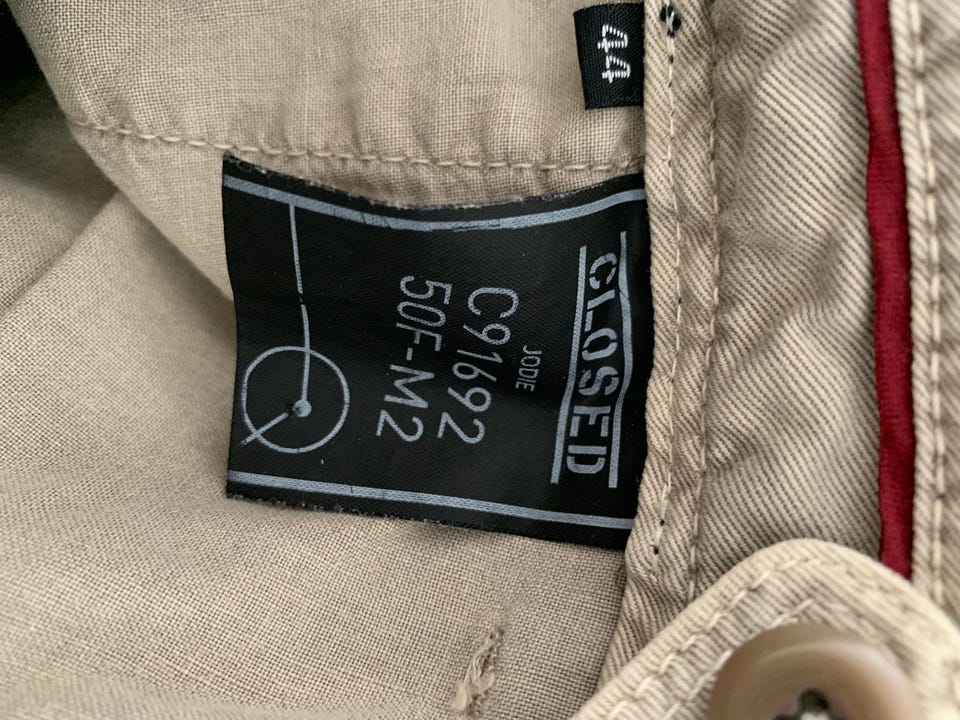 44
CLOSED
JODIE
C91692
50F-M2